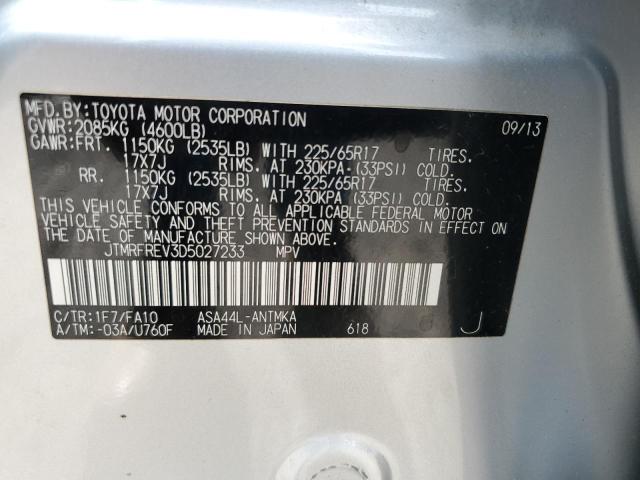 MFD.BY:TOYOTA MOTOR CORPORATION 09/13
GVWR:2085KG (4600LB)
GAWR:FRT. 1150KG (2535LB) WITH 225/65R17 TIRES.
17X7J RIMS. AT 230KPA (33PSI) COLD.
RR. 1150KG (2535LB) WITH 225/65R17 TIRES.
17X7J RIMS. AT 230KPA (33PSI) COLD.
THIS VEHICLE CONFORMS TO ALL APPLICABLE FEDERAL MOTOR
VEHICLE SAFETY AND THEFT PREVENTION STANDARDS IN EFFECT ON
THE DATE OF MANUFACTURE SHOWN ABOVE.
JTMRFREV3D5027233 MPV
C/TR:1F7/FA10 ASA44L-ANTMKA
A/TM:-03A/U760F MADE IN JAPAN 618 J